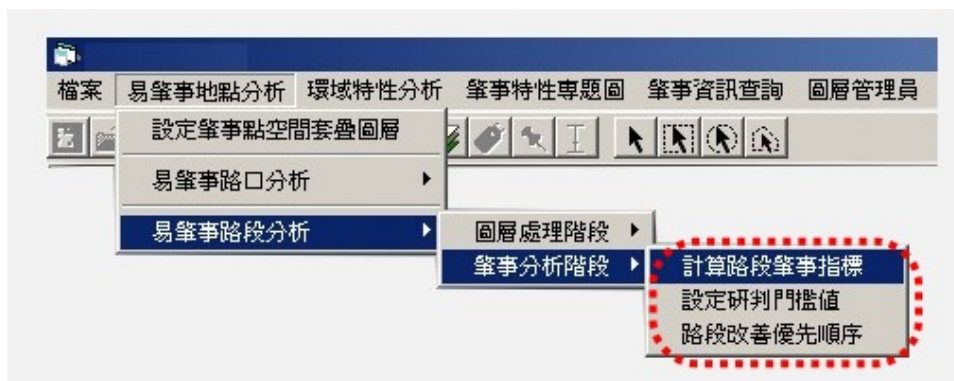 檔案 易肇事地點分析 環域特性分析 肇事特性專題圖 肇事資訊查詢 圖層管理員
設定肇事點空間套疊圖層
易肇事路口分析
易肇事路段分析
圖層處理階段
肇事分析階段
計算路段肇事指標
設定研判門檻值
路段改善優先順序